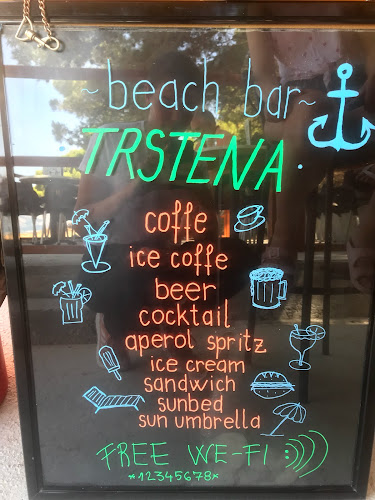 ~beach bar~
TRSTENA
coffe
ice coffe
beer
cocktail
aperol spritz
ice cream
sandwich
sunbed
sun umbrella
FREE WE-FI
*12345678*